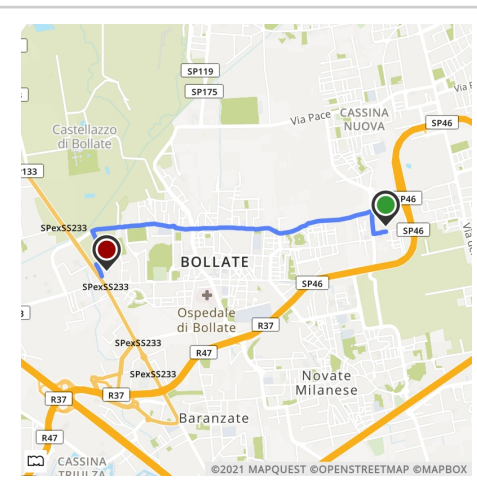 SP119
SP175
Via Pace
CASSINA
NUOVA
SP46
Castellazzo
di Bollate
133
P46
SPexSS233
SP46
BOLLATE
SPexSS233
SP46
Ospedale
di Bollate
R37
SPexSS233
R47
SPexSS233
Novate
Milanese
R37
R37
Baranzate
R47
CASSINA
TRIULZA
©2021 MAPQUEST ©OPENSTREETMAP ©MAPBOX